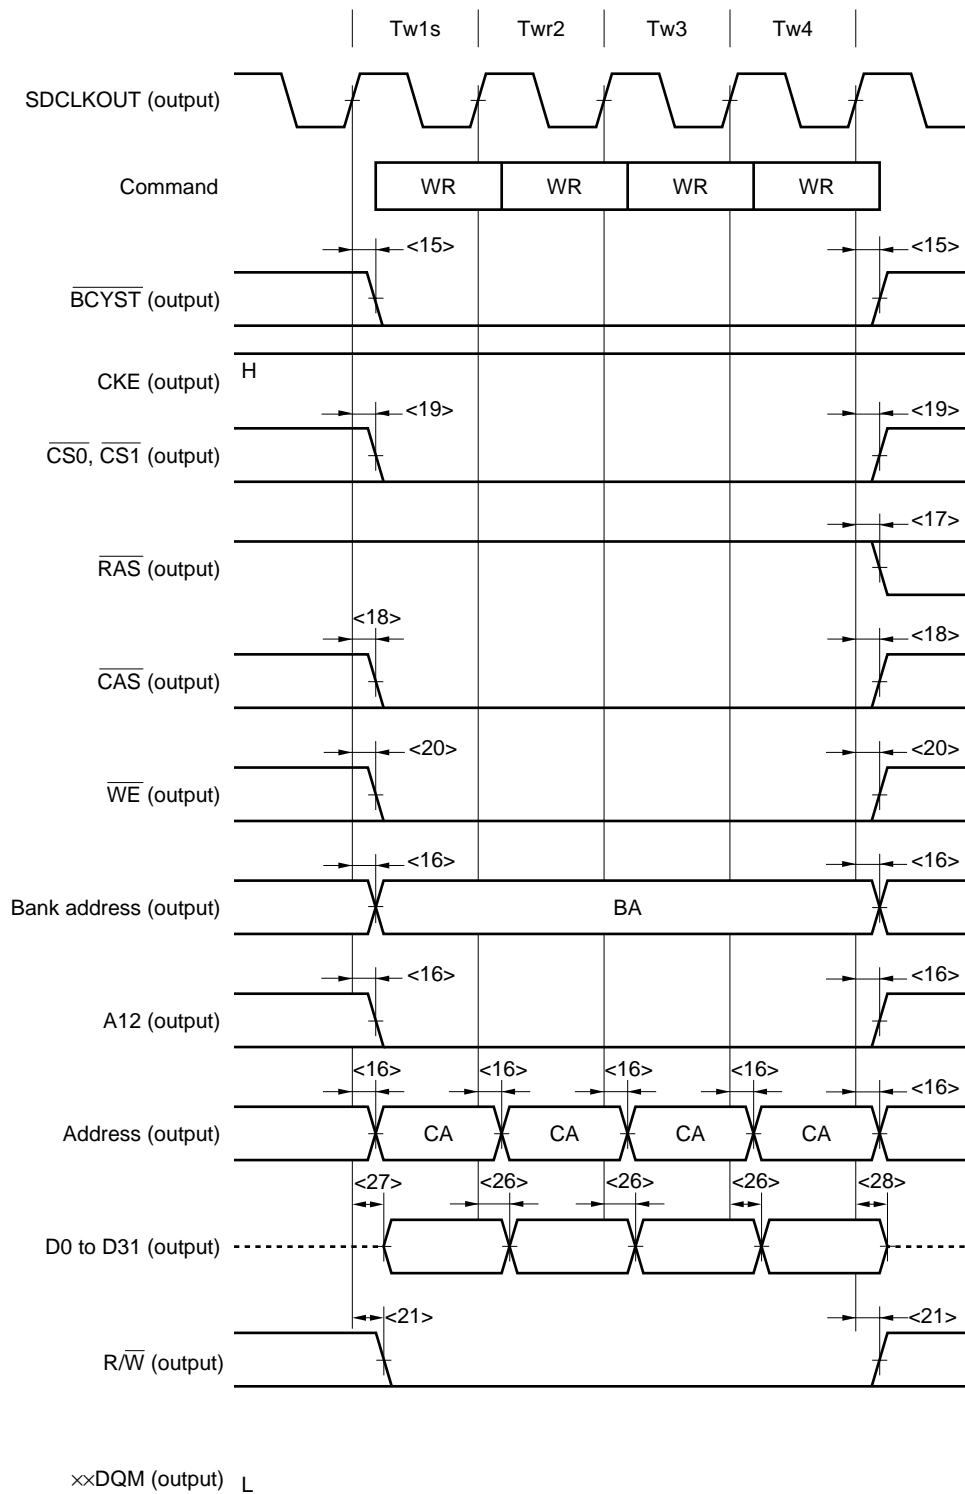 Tw1s Twr2 Tw3 Tw4
SDCLKOUT (output)
Command WR WR WR WR
<15> <15>
BCYST (output)
H
CKE (output)
<19> <19>
CS0, CS1 (output)
<17>
RAS (output)
<18> <18>
CAS (output)
<20> <20>
WE (output)
<16> <16>
Bank address (output) BA
<16> <16>
A12 (output)
<16> <16> <16> <16> <16>
Address (output) CA CA CA CA
<27> <26> <26> <26> <28>
D0 to D31 (output)
<21> <21>
R/W (output)
××DQM (output) L